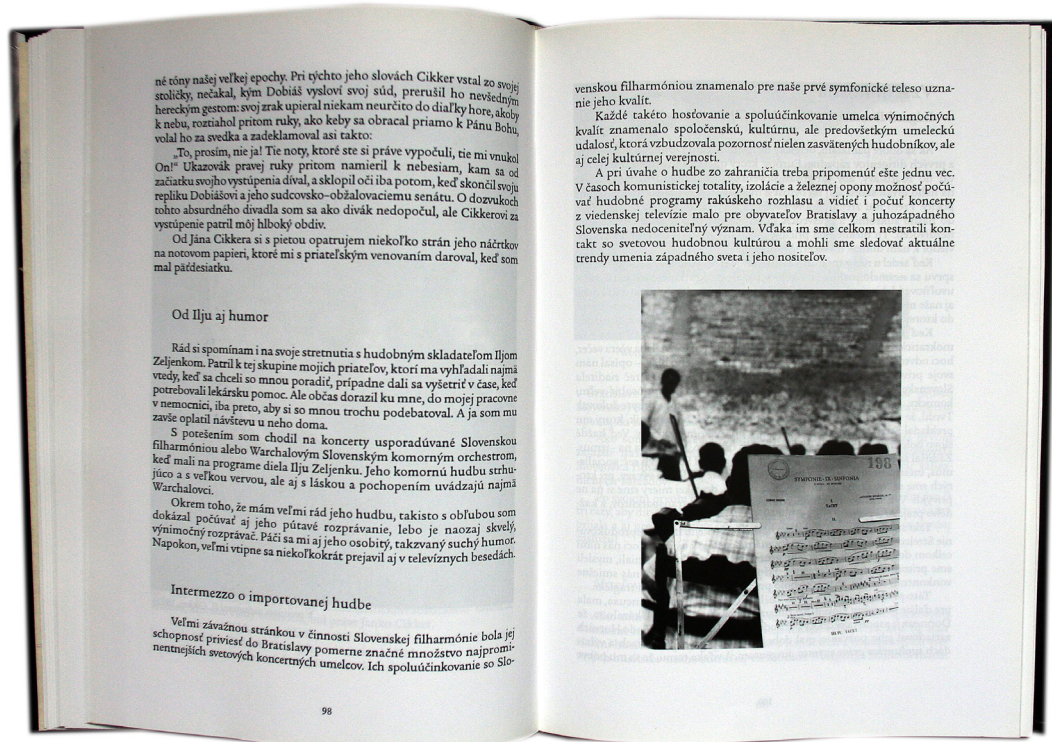 né tóny našej veľkej epochy. Pri týchto jeho slovách Cikker vstal zo svojej
stoličky, nečakal, kým Dobiáš vysloví svoj súd, prerušil ho nevšedným
hereckým gestom: svoj zrak upieral niekam neurčito do diaľky hore, akoby
k nebu, roztiahol pritom ruky, ako keby sa obracal priamo k Pánu Bohu,
volal ho za svedka a zadeklamoval asi takto:
„To, prosím, nie ja! Tie noty, ktoré ste si práve vypočuli, tie mi vnukol
On!“ Ukazovák pravej ruky pritom namieril k nebesiam, kam sa od
začiatku svojho vystúpenia díval, a sklopil oči iba potom, keď skončil svoju
repliku Dobiášovi a jeho sudcovsko–obžalovaciemu senátu. O dozvukoch
tohto absurdného divadla som sa ako divák nedopočul, ale Cikkerovi za
vystúpenie patril môj hlboký obdiv.
Od Jána Cikkera si s pietou opatrujem niekoľko strán jeho náčrtkov
na notovom papieri, ktoré mi s priateľským venovaním daroval, keď som
mal päťdesiatku.
Od Ilju aj humor
Rád si spomínam i na svoje stretnutia s hudobným skladateľom Iljom
Zeljenkom. Patril k tej skupine mojich priateľov, ktorí ma vyhľadali najmä
vtedy, keď sa chceli so mnou poradiť, prípadne dali sa vyšetriť v čase, keď
potrebovali lekársku pomoc. Ale občas dorazil ku mne, do mojej pracovne
v nemocnici, iba preto, aby si so mnou trochu podebatoval. A ja som mu
zavše oplatil návštevu u neho doma.
S potešením som chodil na koncerty usporadúvané Slovenskou
filharmóniou alebo Warchalovým Slovenským komorným orchestrom,
keď mali na programe diela Ilju Zeljenku. Jeho komornú hudbu strhu-
júco a s veľkou vervou, ale aj s láskou a pochopením uvádzajú najmä
Warchalovci.
Okrem toho, že mám veľmi rád jeho hudbu, takisto s obľubou som
dokázal počúvať aj jeho pútavé rozprávanie, lebo je naozaj skvelý,
výnimočný rozprávač. Páči sa mi aj jeho osobitý, takzvaný suchý humor.
Napokon, veľmi vtipne sa niekoľkokrát prejavil aj v televíznych besedách.
Intermezzo o importovanej hudbe
Veľmi závažnou stránkou v činnosti Slovenskej filharmónie bola jej
schopnosť priviesť do Bratislavy pomerne značné množstvo najpromi-
nentnejších svetových koncertných umelcov. Ich spoluúčinkovanie so Slo-
98
venskou filharmóniou znamenalo pre naše prvé symfonické teleso uzna-
nie jeho kvalít.
Každé takéto hosťovanie a spoluúčinkovanie umelca výnimočných
kvalít znamenalo spoločenskú, kultúrnu, ale predovšetkým umeleckú
udalosť, ktorá vzbudzovala pozornosť nielen zasvätených hudobníkov, ale
aj celej kultúrnej verejnosti.
A pri úvahe o hudbe zo zahraničia treba pripomenúť ešte jednu vec.
V časoch komunistickej totality, izolácie a železnej opony možnosť počú-
vať hudobné programy rakúskeho rozhlasu a vidieť i počuť koncerty
z viedenskej televízie malo pre obyvateľov Bratislavy a juhozápadného
Slovenska nedoceniteľný význam. Vďaka im sme celkom nestratili kon-
takt so svetovou hudobnou kultúrou a mohli sme sledovať aktuálne
trendy umenia západného sveta i jeho nositeľov.
198
SYMFONIE-IX-SINFONIA
I.
TACET
II.